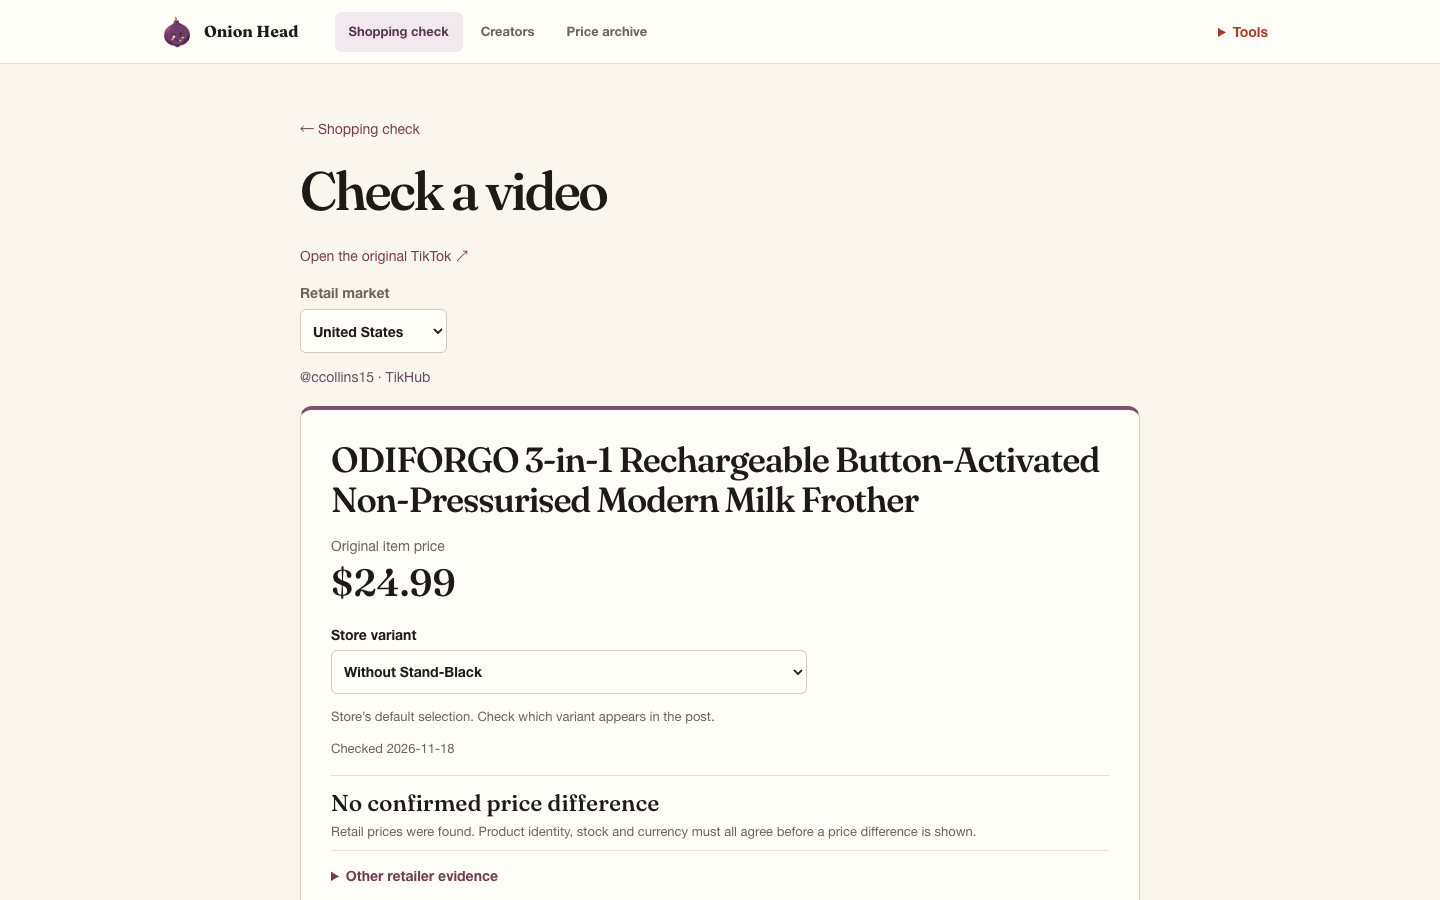 Onion Head
Shopping check
Creators
Price archive
▶ Tools
← Shopping check
Check a video
Open the original TikTok ↗
Retail market
United States
@ccollins15 · TikHub
ODIFORGO 3-in-1 Rechargeable Button-Activated
Non-Pressurised Modern Milk Frother
Original item price
$24.99
Store variant
Without Stand-Black
Store’s default selection. Check which variant appears in the post.
Checked 2026-11-18
No confirmed price difference
Retail prices were found. Product identity, stock and currency must all agree before a price difference is shown.
▶ Other retailer evidence